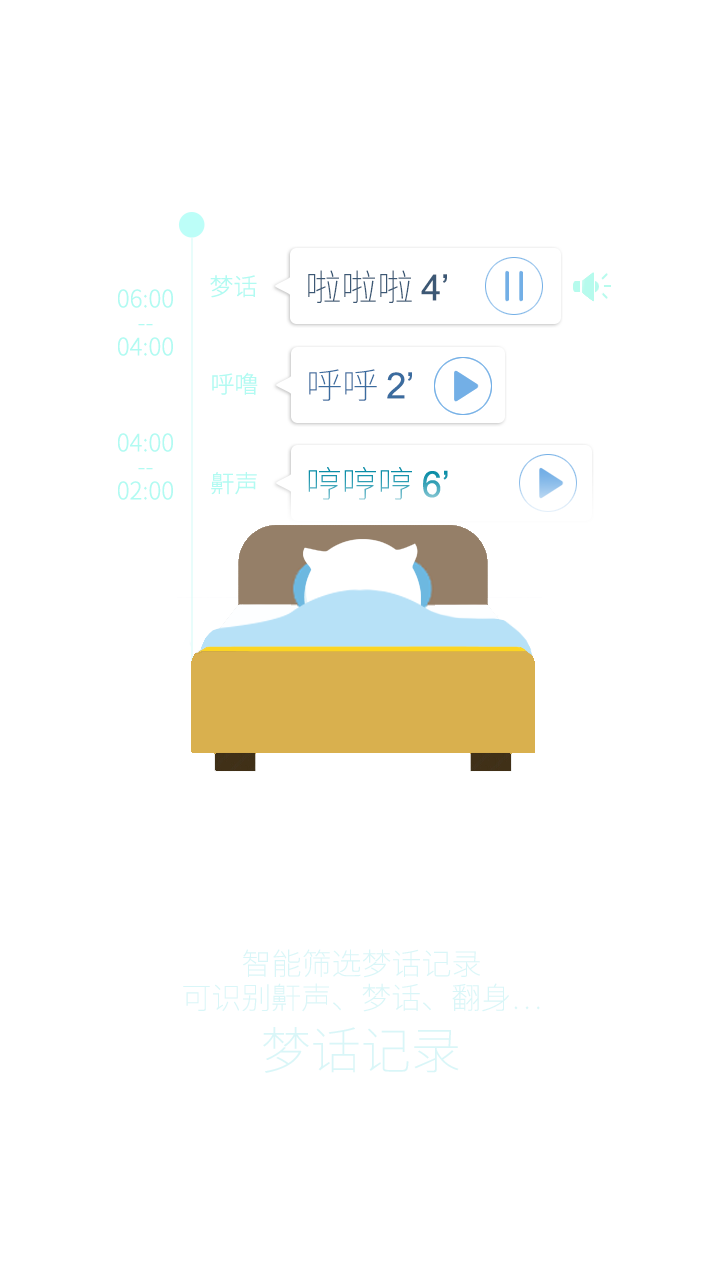 梦话
啦啦啦 4’
06:00
--
04:00
呼噜
呼呼 2’
04:00
--
02:00
鼾声
哼哼哼 6’
智能筛选梦话记录
可识别鼾声、梦话、翻身...
梦话记录